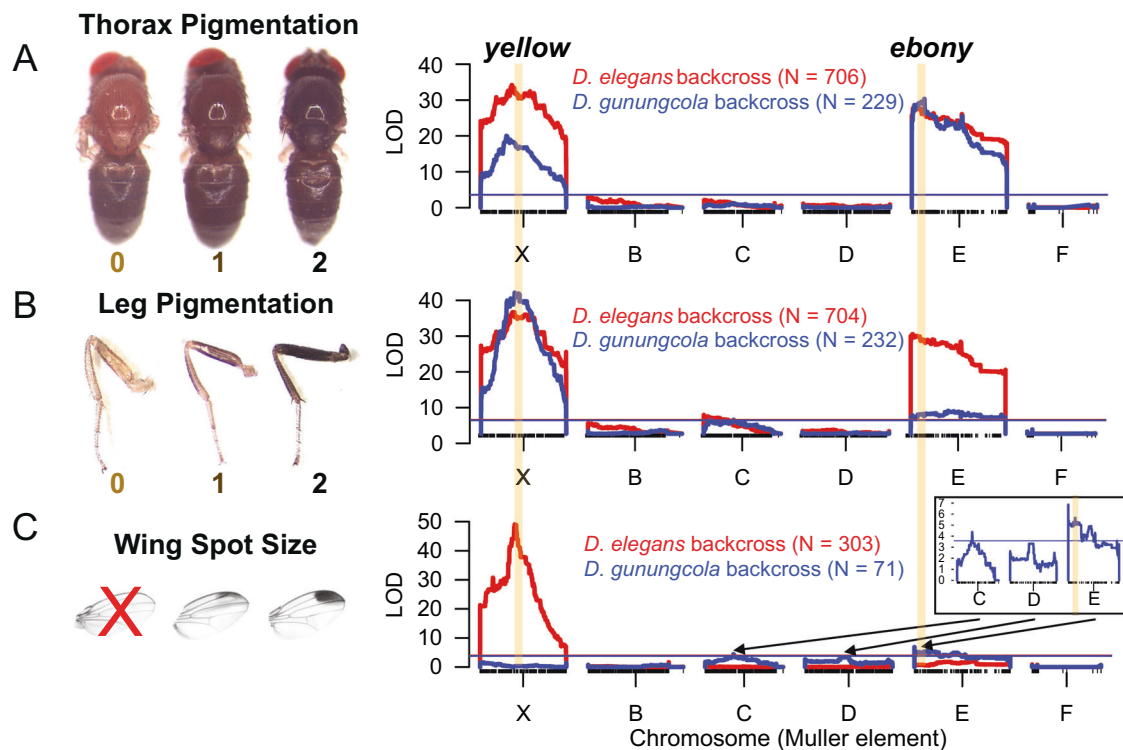 A
Thorax Pigmentation
0 1 2
yellow
ebony
D. elegans backcross (N = 706)
D. gunungcola backcross (N = 229)
LOD
40
30
20
10
0
X B C D E F
B
Leg Pigmentation
0 1 2
D. elegans backcross (N = 704)
D. gunungcola backcross (N = 232)
LOD
40
30
20
10
0
X B C D E F
C
Wing Spot Size
X
D. elegans backcross (N = 303)
D. gunungcola backcross (N = 71)
LOD
50
40
30
20
10
0
7
6
5
4
3
2
1
0
C D E
X B C D E F
Chromosome (Muller element)